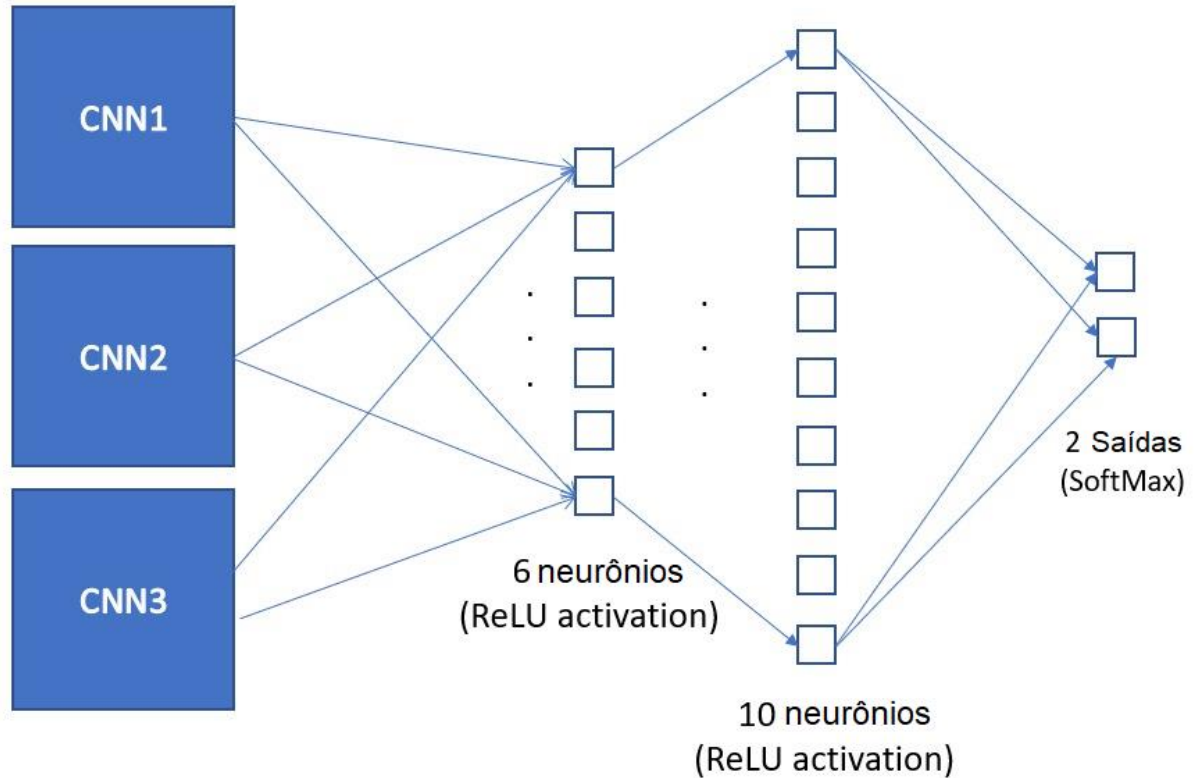 CNN1
CNN2
CNN3
6 neurônios
(ReLU activation)
10 neurônios
(ReLU activation)
2 Saídas
(SoftMax)